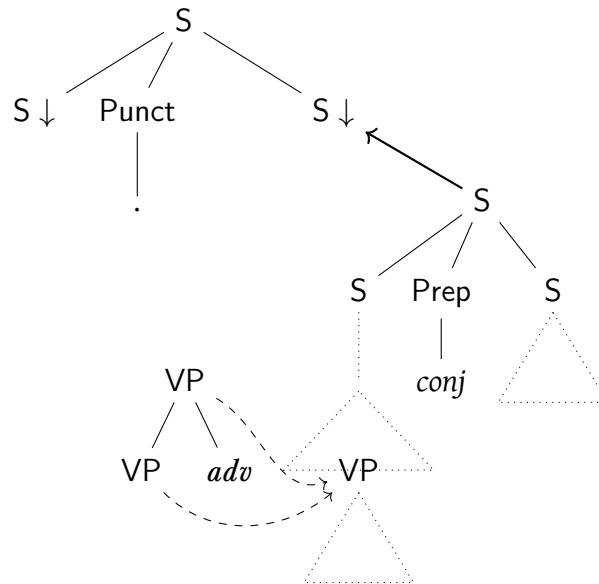 S
S ↓ Punct S ↓
.
S
S Prep S
VP conj
VP adv VP